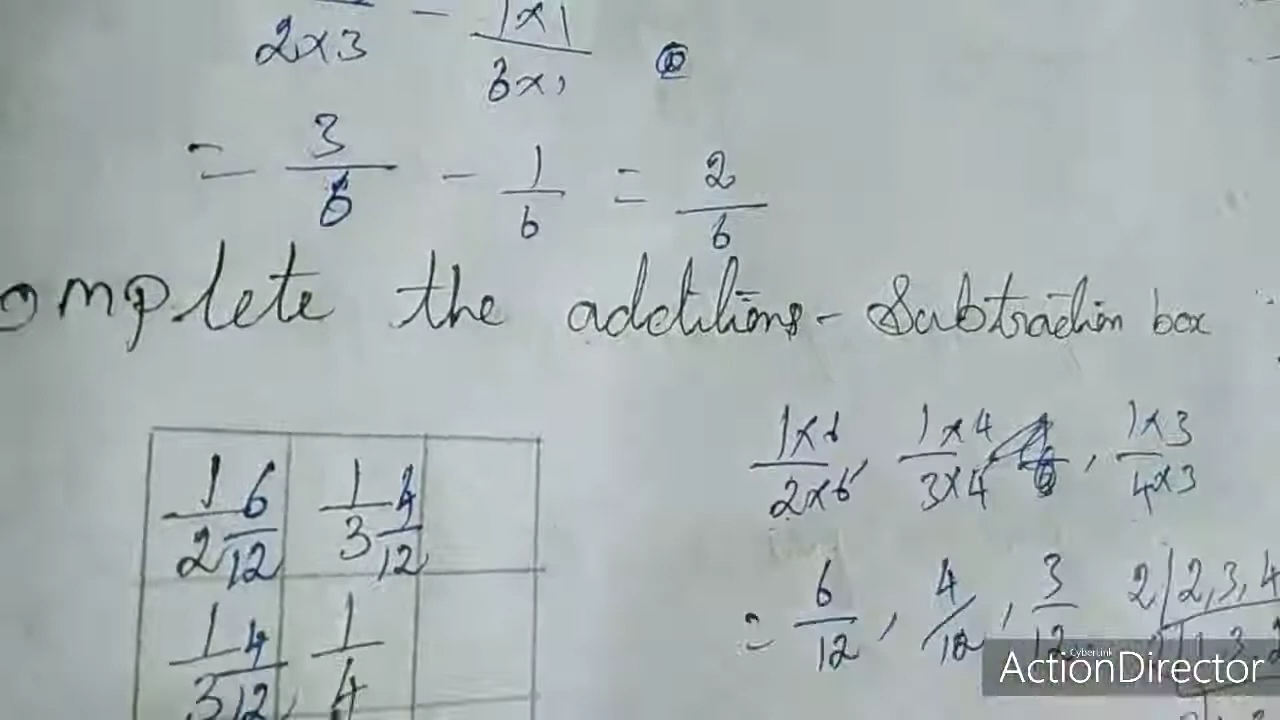 2×3 - 1×1
3×1
= 3/6 - 1/6 = 2/6
omplete the additions - Subtraction box
1×6/2×6, 1×4/3×4, 1×3/4×3
1/2 6/12 1/3 4/12
= 6/12, 4/12, 3/12 2|2,3,4
1/3 4/12 1/4
CyberLink
ActionDirector